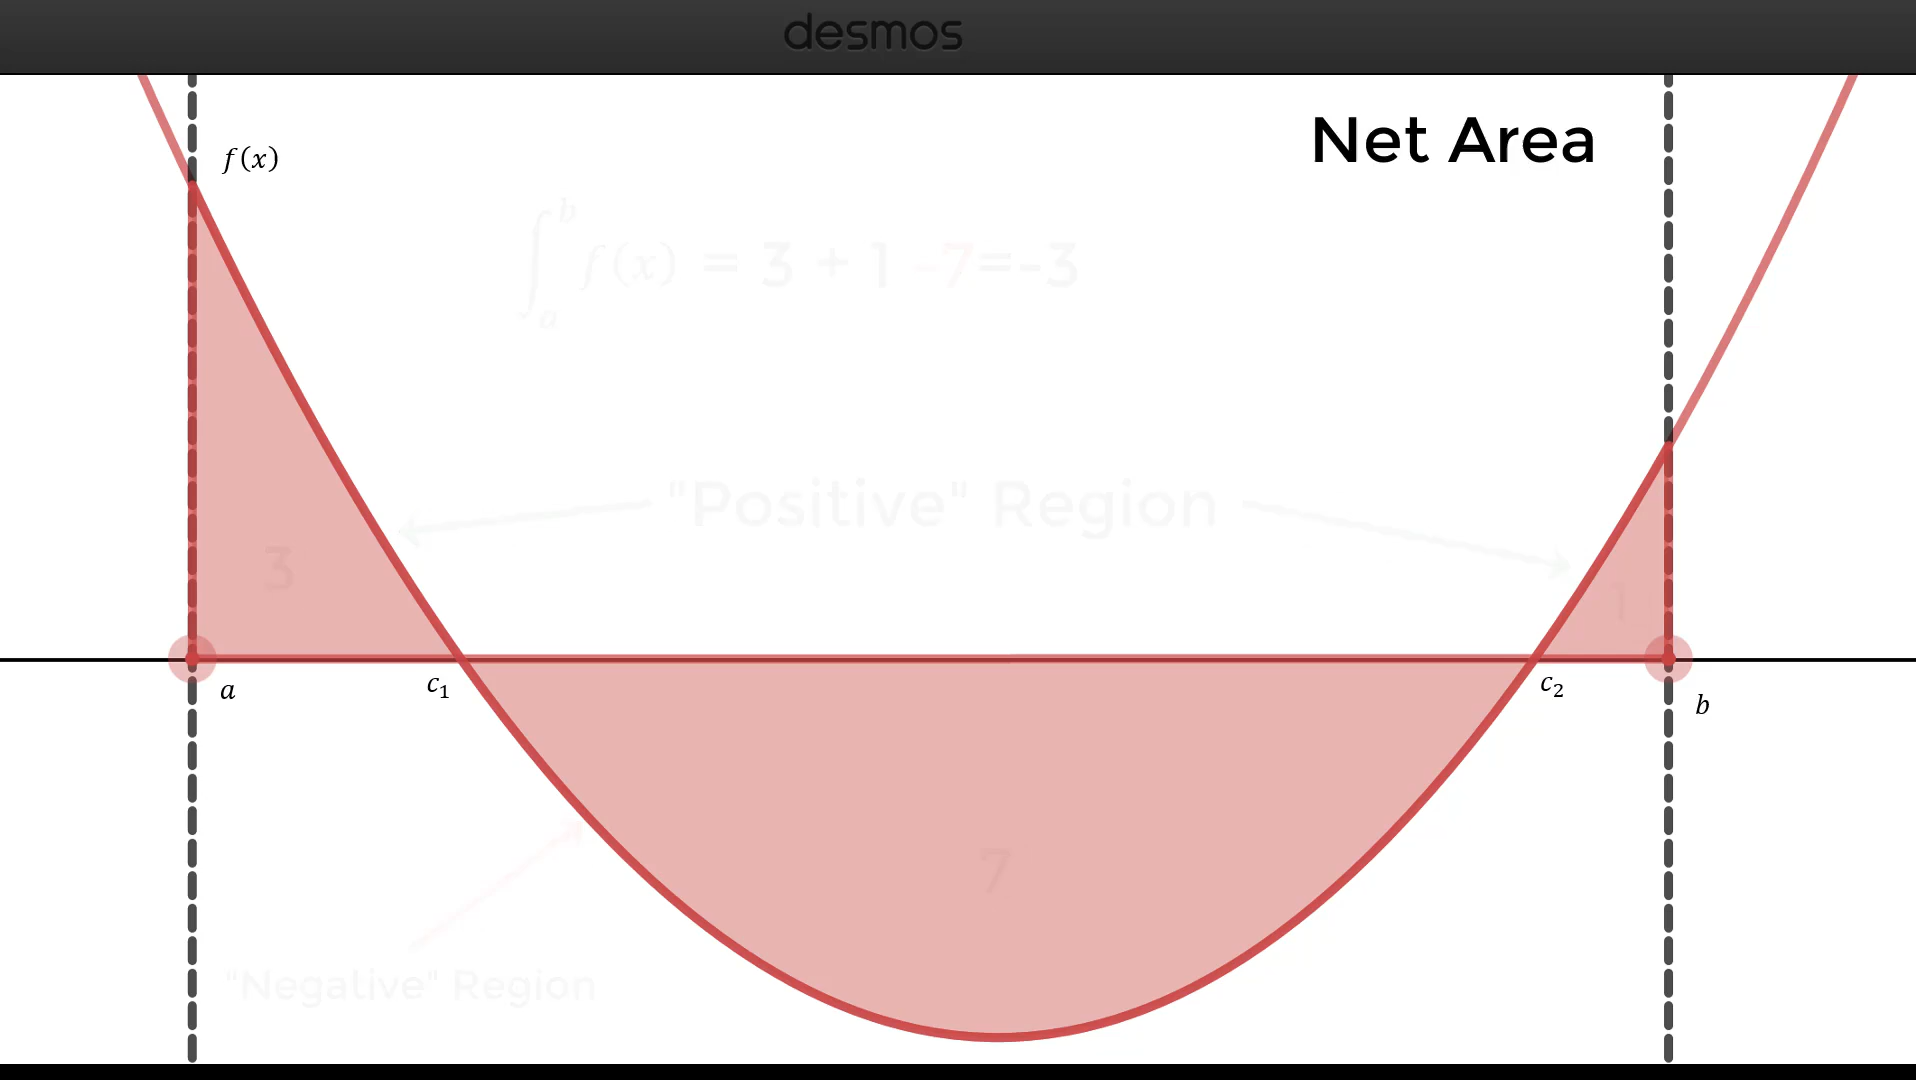 desmos
Net Area
f(x)
∫ₐᵇ f(x) = 3 + 1 -7=-3
"Positive" Region
3
1
a
c₁
c₂
b
7
"Negative" Region